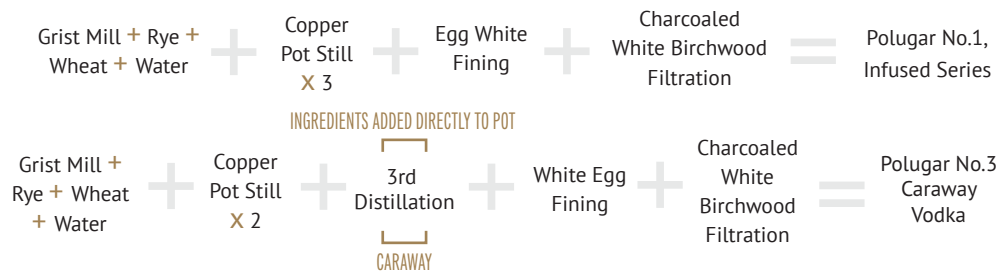 Grist Mill + Rye +
Wheat + Water
+
Copper
Pot Still
X 3
+
Egg White
Fining
+
Charcoaled
White Birchwood
Filtration
=
Polugar No.1,
Infused Series
INGREDIENTS ADDED DIRECTLY TO POT
Grist Mill +
Rye + Wheat
+ Water
+
Copper
Pot Still
X 2
+
3rd
Distillation
CARAWAY
+
White Egg
Fining
+
Charcoaled
White
Birchwood
Filtration
=
Polugar No.3
Caraway
Vodka